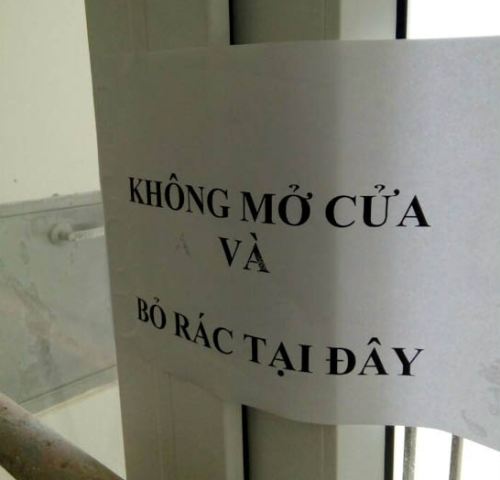 KHÔNG MỞ CỬA
VÀ
BỎ RÁC TẠI ĐÂY